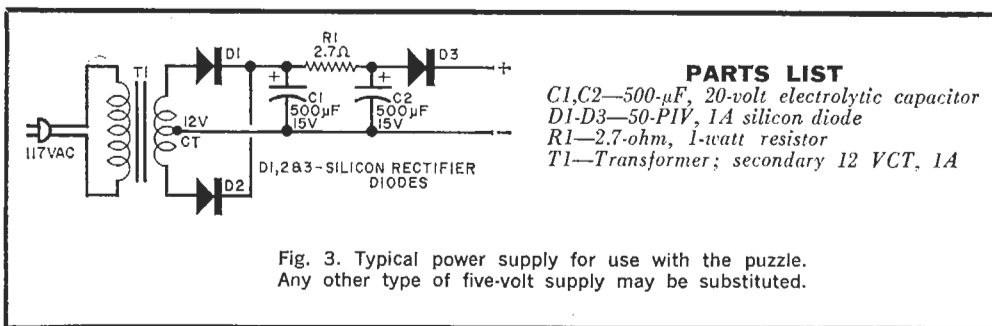 D1
R1
2.7Ω
D3
+
T1
+
+
C1
500µF
15V
C2
500µF
15V
12V
CT
–
117VAC
D1,2&3-SILICON RECTIFIER
DIODES
D2
PARTS LIST
C1,C2—500-µF, 20-volt electrolytic capacitor
D1-D3—50-PIV, 1A silicon diode
R1—2.7-ohm, 1-watt resistor
T1—Transformer; secondary 12 VCT, 1A
Fig. 3. Typical power supply for use with the puzzle.
Any other type of five-volt supply may be substituted.